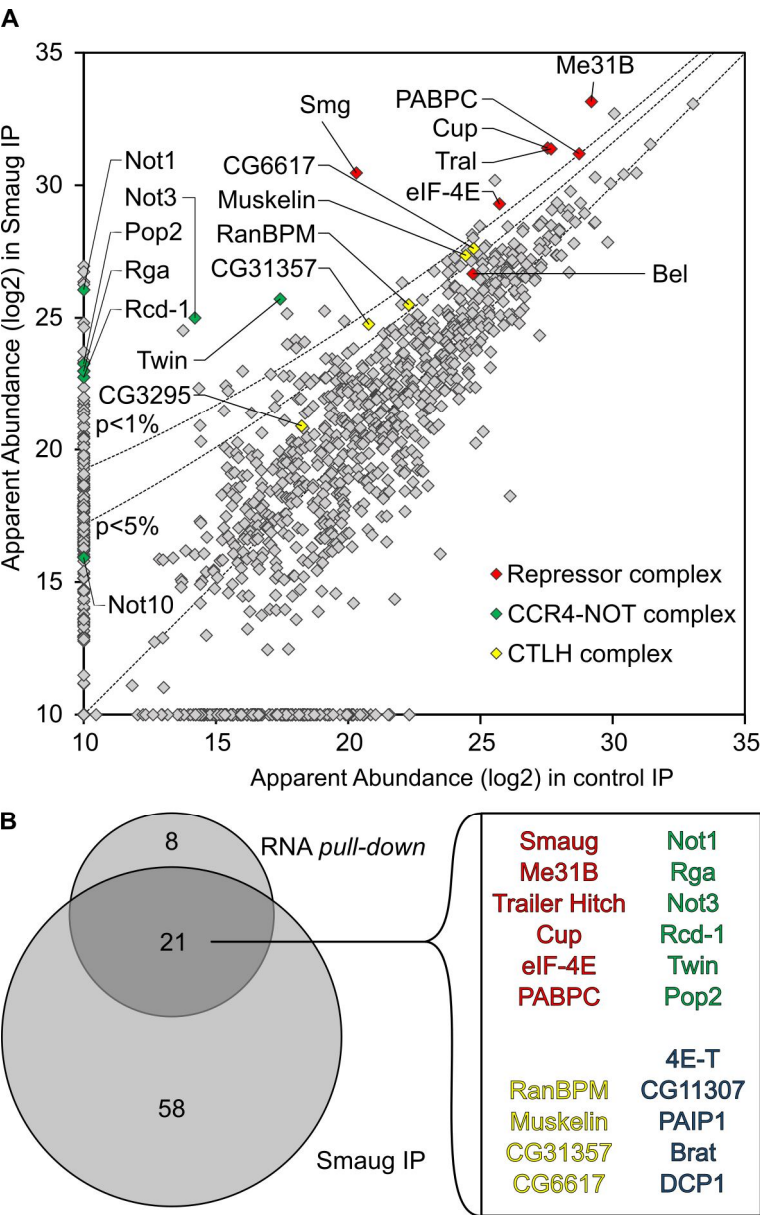 A
Apparent Abundance (log2) in Smaug IP
35
30
25
20
15
10
Me31B
PABPC
Smg
Cup
Tral
Not1
CG6617
eIF-4E
Not3
Muskelin
Pop2
RanBPM
Rga
CG31357
Bel
Rcd-1
Twin
CG3295
p<1%
p<5%
Not10
Repressor complex
CCR4-NOT complex
CTLH complex
10 15 20 25 30 35
Apparent Abundance (log2) in control IP
B
8
RNA pull-down
21
58
Smaug IP
Smaug Not1
Me31B Rga
Trailer Hitch Not3
Cup Rcd-1
eIF-4E Twin
PABPC Pop2
4E-T
RanBPM CG11307
Muskelin PAIP1
CG31357 Brat
CG6617 DCP1